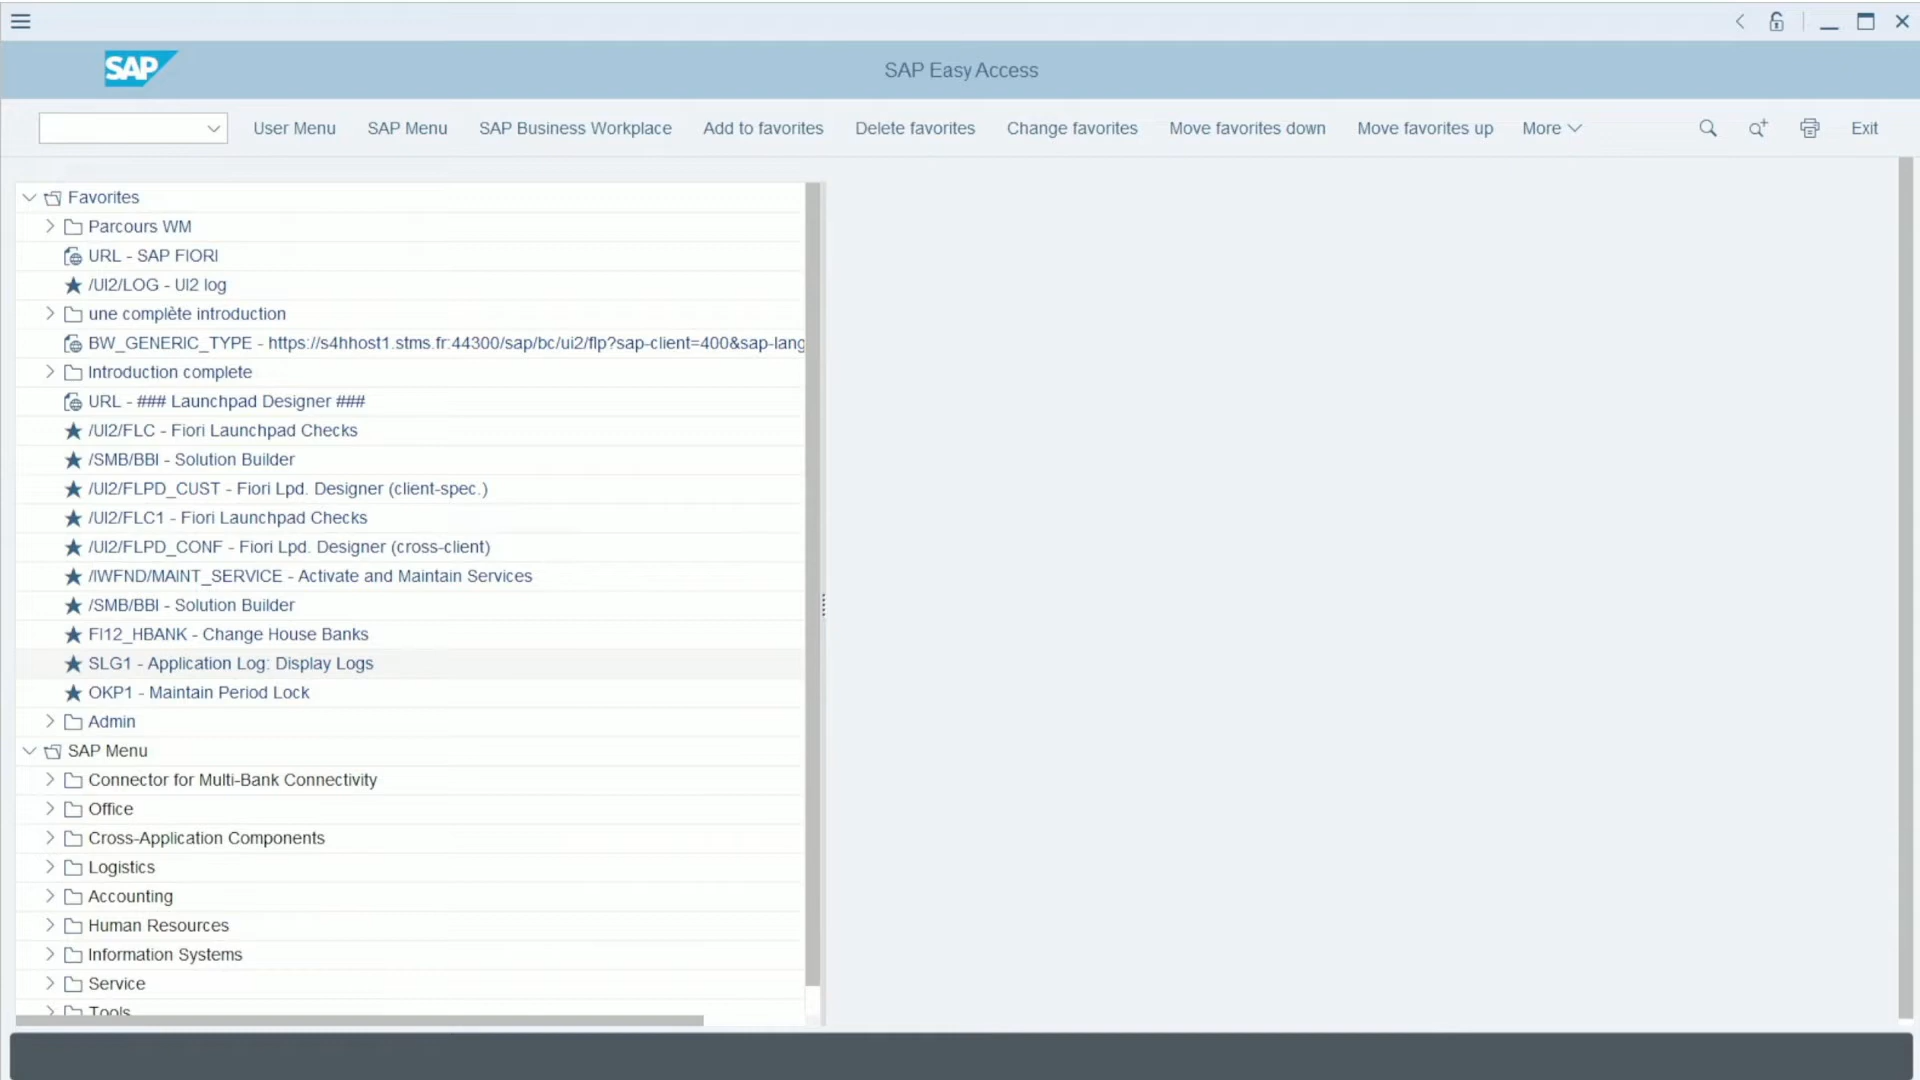 SAP
SAP Easy Access
User Menu SAP Menu SAP Business Workplace Add to favorites Delete favorites Change favorites Move favorites down Move favorites up More Exit
Favorites
Parcours WM
URL - SAP FIORI
/UI2/LOG - UI2 log
une complète introduction
BW_GENERIC_TYPE - https://s4hhost1.stms.fr:44300/sap/bc/ui2/flp?sap-client=400&sap-lang
Introduction complete
URL - ### Launchpad Designer ###
/UI2/FLC - Fiori Launchpad Checks
/SMB/BBI - Solution Builder
/UI2/FLPD_CUST - Fiori Lpd. Designer (client-spec.)
/UI2/FLC1 - Fiori Launchpad Checks
/UI2/FLPD_CONF - Fiori Lpd. Designer (cross-client)
/IWFND/MAINT_SERVICE - Activate and Maintain Services
/SMB/BBI - Solution Builder
FI12_HBANK - Change House Banks
SLG1 - Application Log: Display Logs
OKP1 - Maintain Period Lock
Admin
SAP Menu
Connector for Multi-Bank Connectivity
Office
Cross-Application Components
Logistics
Accounting
Human Resources
Information Systems
Service
Tools